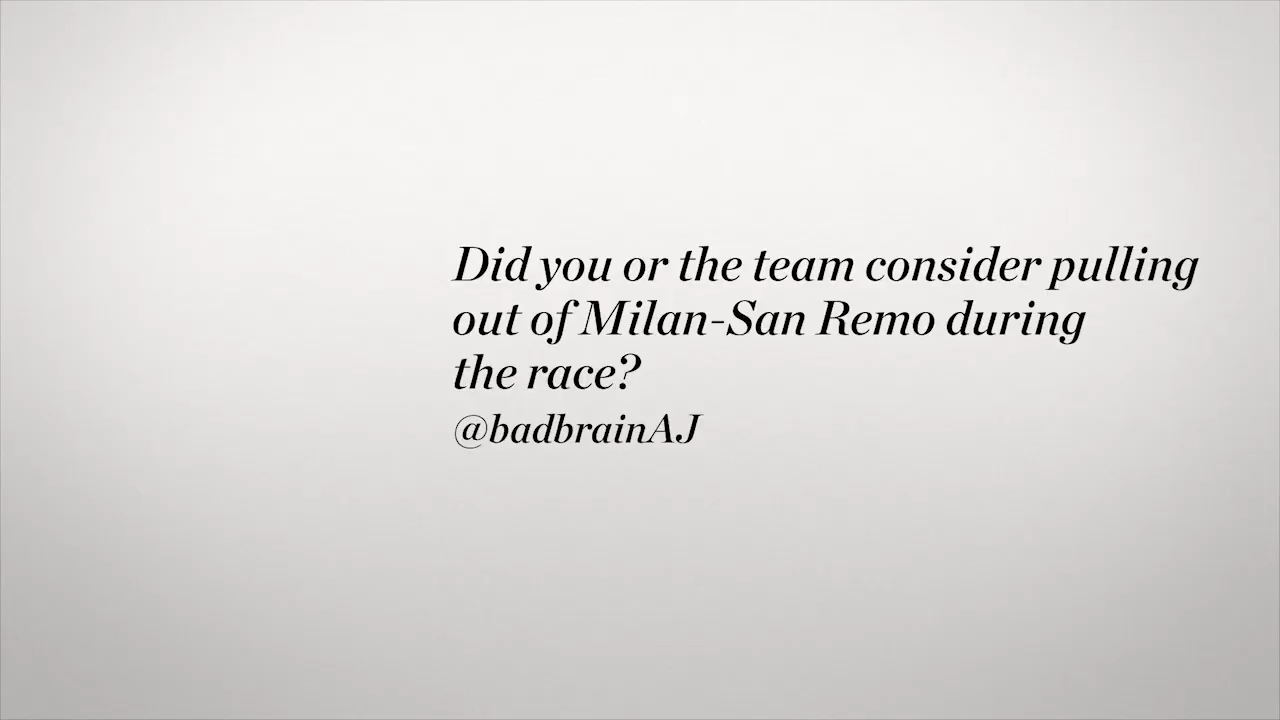 Did you or the team consider pulling
out of Milan-San Remo during
the race?
@badbrainAJ